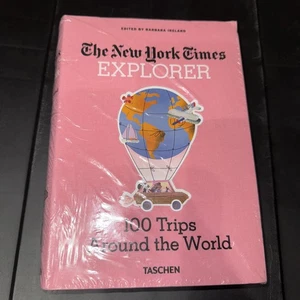 EDITED BY BARBARA IRELAND
The New York Times
EXPLORER
100 Trips
Around the World
TASCHEN